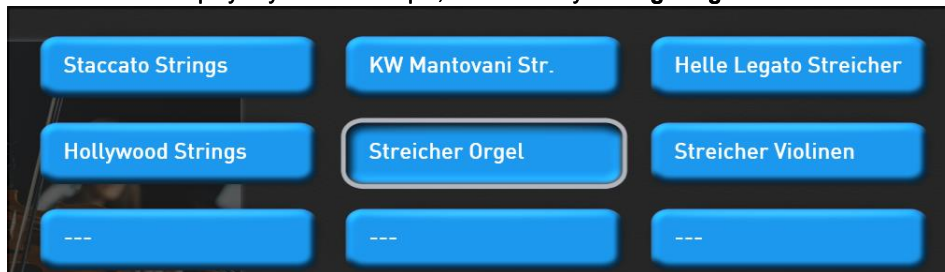 Staccato Strings
KW Mantovani Str.
Helle Legato Streicher
Hollywood Strings
Streicher Orgel
Streicher Violinen
---
---
---